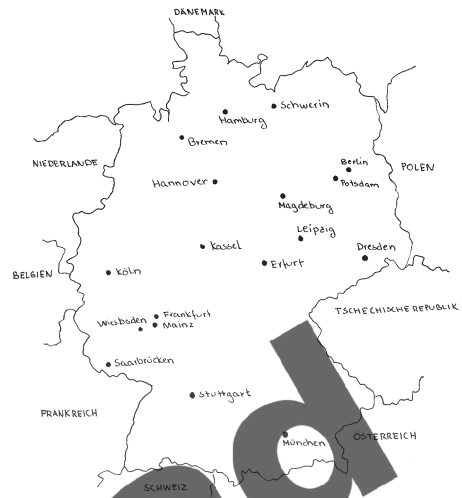 DÄNEMARK
Schwerin
Hamburg
Bremen
NIEDERLANDE
Berlin
POLEN
Hannover
Potsdam
Magdeburg
Leipzig
Kassel
Dresden
Erfurt
BELGIEN
Köln
TSCHECHISCHE REPUBLIK
Wiesbaden
Frankfurt
Mainz
Saarbrücken
Stuttgart
FRANKREICH
München
ÖSTERREICH
SCHWEIZ